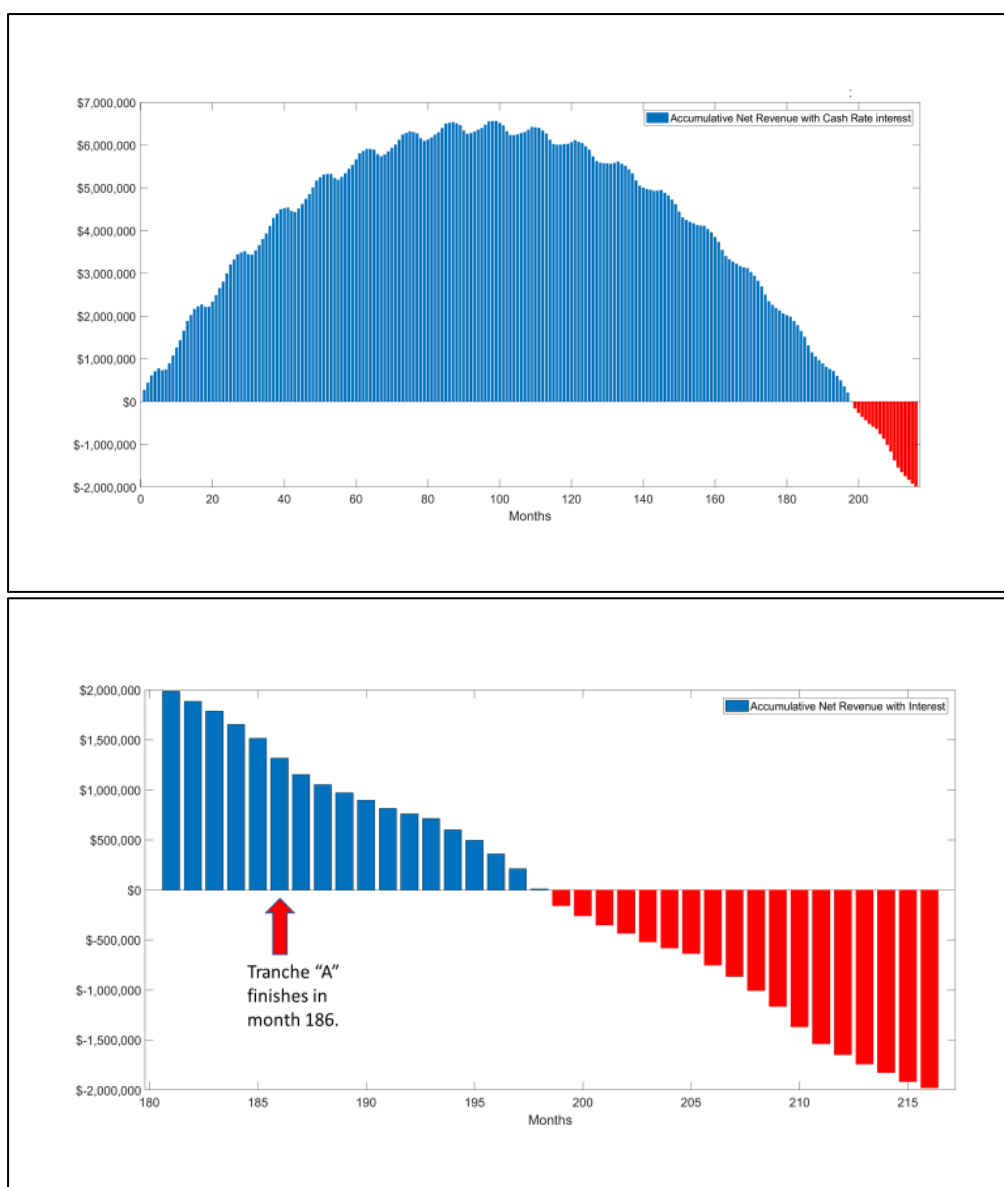 :
$7,000,000
Accumulative Net Revenue with Cash Rate interest
$6,000,000
$5,000,000
$4,000,000
$3,000,000
$2,000,000
$1,000,000
$0
$-1,000,000
$-2,000,000
0 20 40 60 80 100 120 140 160 180 200
Months
$2,000,000
Accumulative Net Revenue with Interest
$1,500,000
$1,000,000
$500,000
$0
$-500,000
Tranche “A”
finishes in
month 186.
$-1,000,000
$-1,500,000
$-2,000,000
180 185 190 195 200 205 210 215
Months